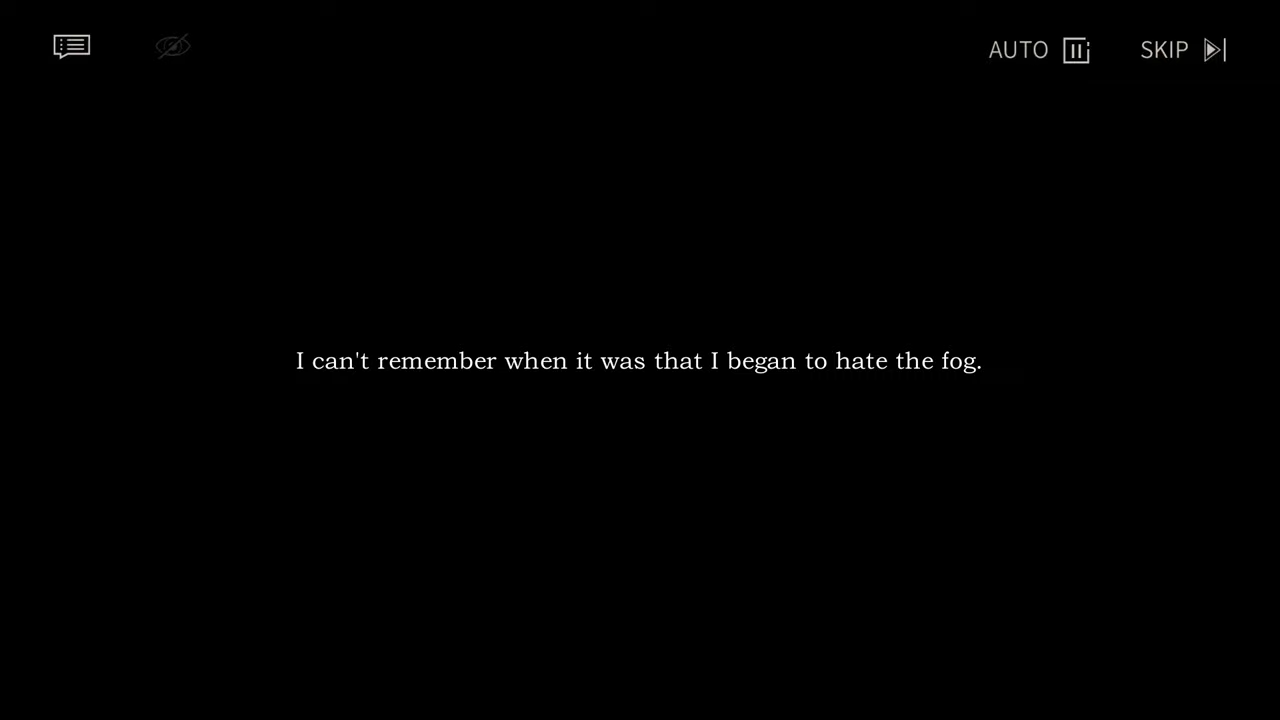 AUTO SKIP
I can't remember when it was that I began to hate the fog.